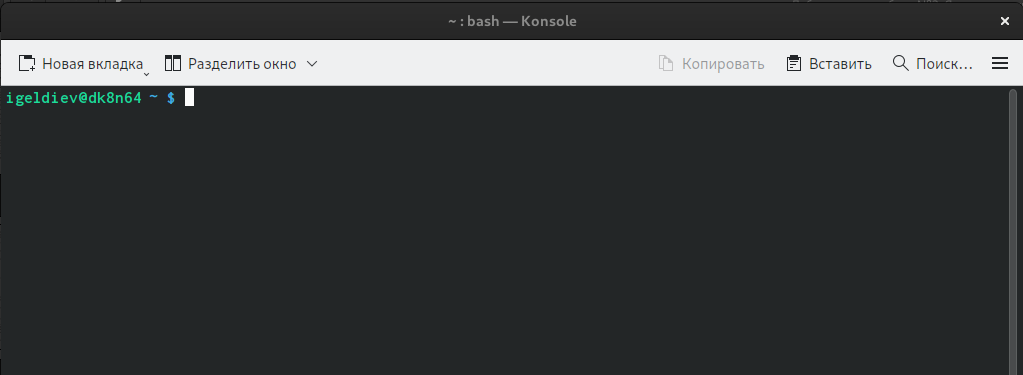 ~ : bash — Konsole
Новая вкладка Разделить окно Копировать Вставить Поиск...
igeldiev@dk8n64 ~ $